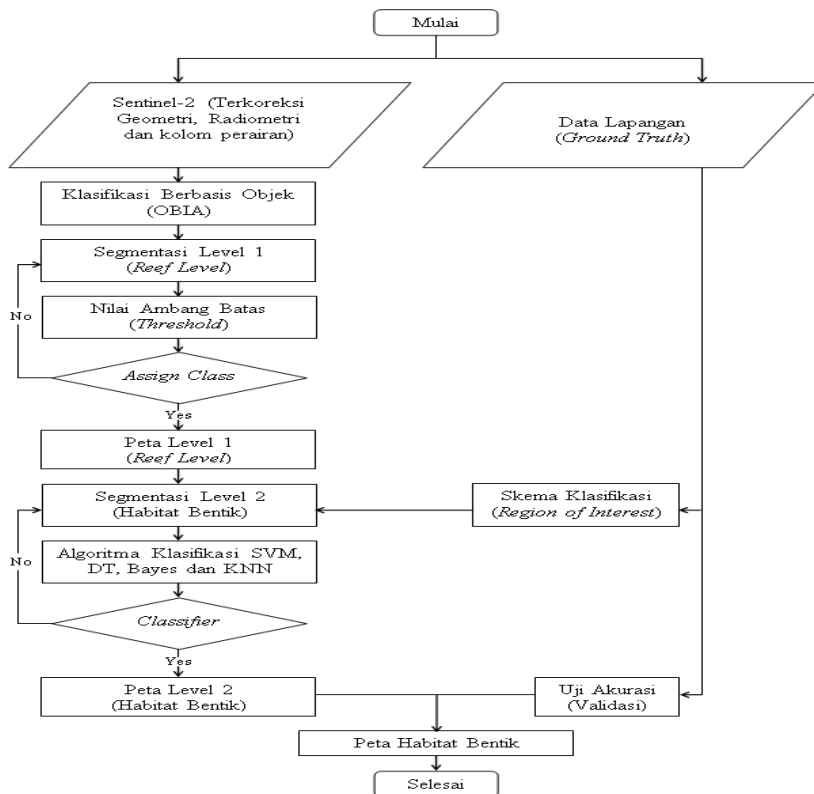 Mulai
Sentinel-2 (Terkoreksi
Geometri, Radiometri
dan kolom perairan)
Data Lapangan
(Ground Truth)
Klasifikasi Berbasis Objek
(OBIA)
Segmentasi Level 1
(Reef Level)
No
Nilai Ambang Batas
(Threshold)
Assign Class
Yes
Peta Level 1
(Reef Level)
Segmentasi Level 2
(Habitat Bentik)
Skema Klasifikasi
(Region of Interest)
No
Algoritma Klasifikasi SVM,
DT, Bayes dan KNN
Classifier
Yes
Peta Level 2
(Habitat Bentik)
Uji Akurasi
(Validasi)
Peta Habitat Bentik
Selesai